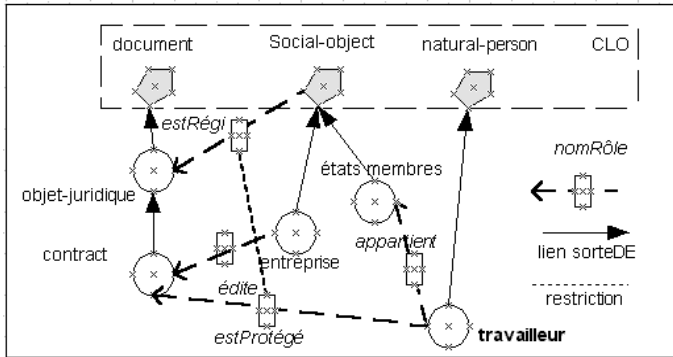 document Social-object natural-person CLO
estRégi
nomRôle
états membres
objet-juridique
contract
appartient
entreprise
lien sorteDE
édite
restriction
estProtégé
travailleur